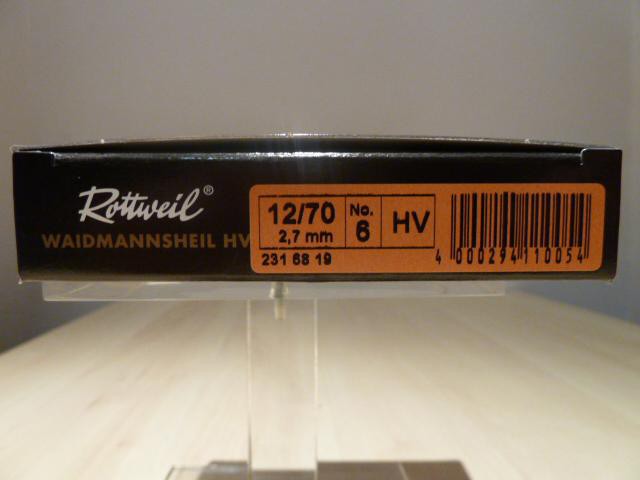 Rottweil®
WAIDMANNSHEIL HV
12/70
2,7 mm
No.
6
HV
231 68 19
4 000294 110054